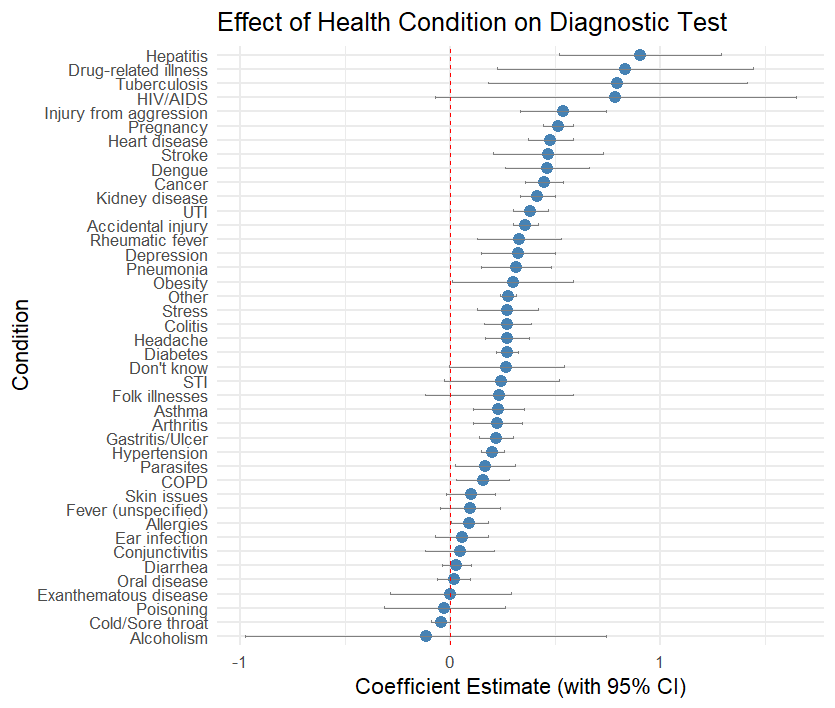 Effect of Health Condition on Diagnostic Test
Condition
Hepatitis
Drug-related illness
Tuberculosis
HIV/AIDS
Injury from aggression
Pregnancy
Heart disease
Stroke
Dengue
Cancer
Kidney disease
UTI
Accidental injury
Rheumatic fever
Depression
Pneumonia
Obesity
Other
Stress
Colitis
Headache
Diabetes
Don't know
STI
Folk illnesses
Asthma
Arthritis
Gastritis/Ulcer
Hypertension
Parasites
COPD
Skin issues
Fever (unspecified)
Allergies
Ear infection
Conjunctivitis
Diarrhea
Oral disease
Exanthematous disease
Poisoning
Cold/Sore throat
Alcoholism
-1 0 1
Coefficient Estimate (with 95% CI)